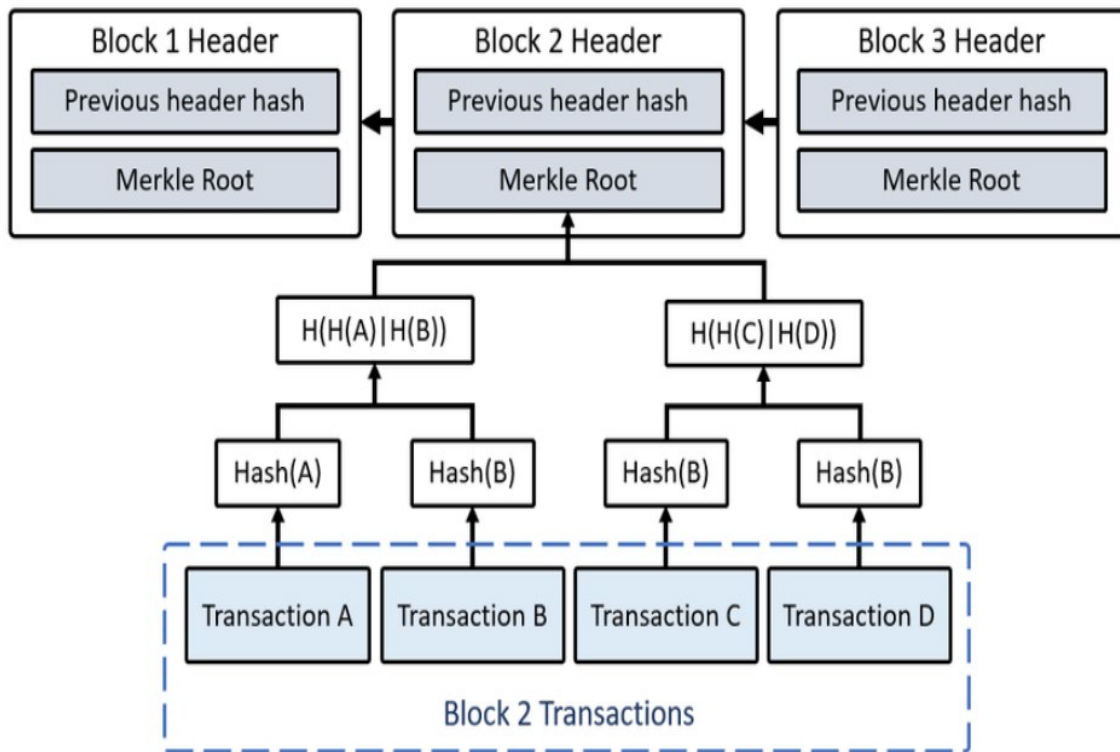 Block 1 Header
Block 2 Header
Block 3 Header
Previous header hash
Previous header hash
Previous header hash
Merkle Root
Merkle Root
Merkle Root
H(H(A)|H(B))
H(H(C)|H(D))
Hash(A)
Hash(B)
Hash(B)
Hash(B)
Transaction A
Transaction B
Transaction C
Transaction D
Block 2 Transactions